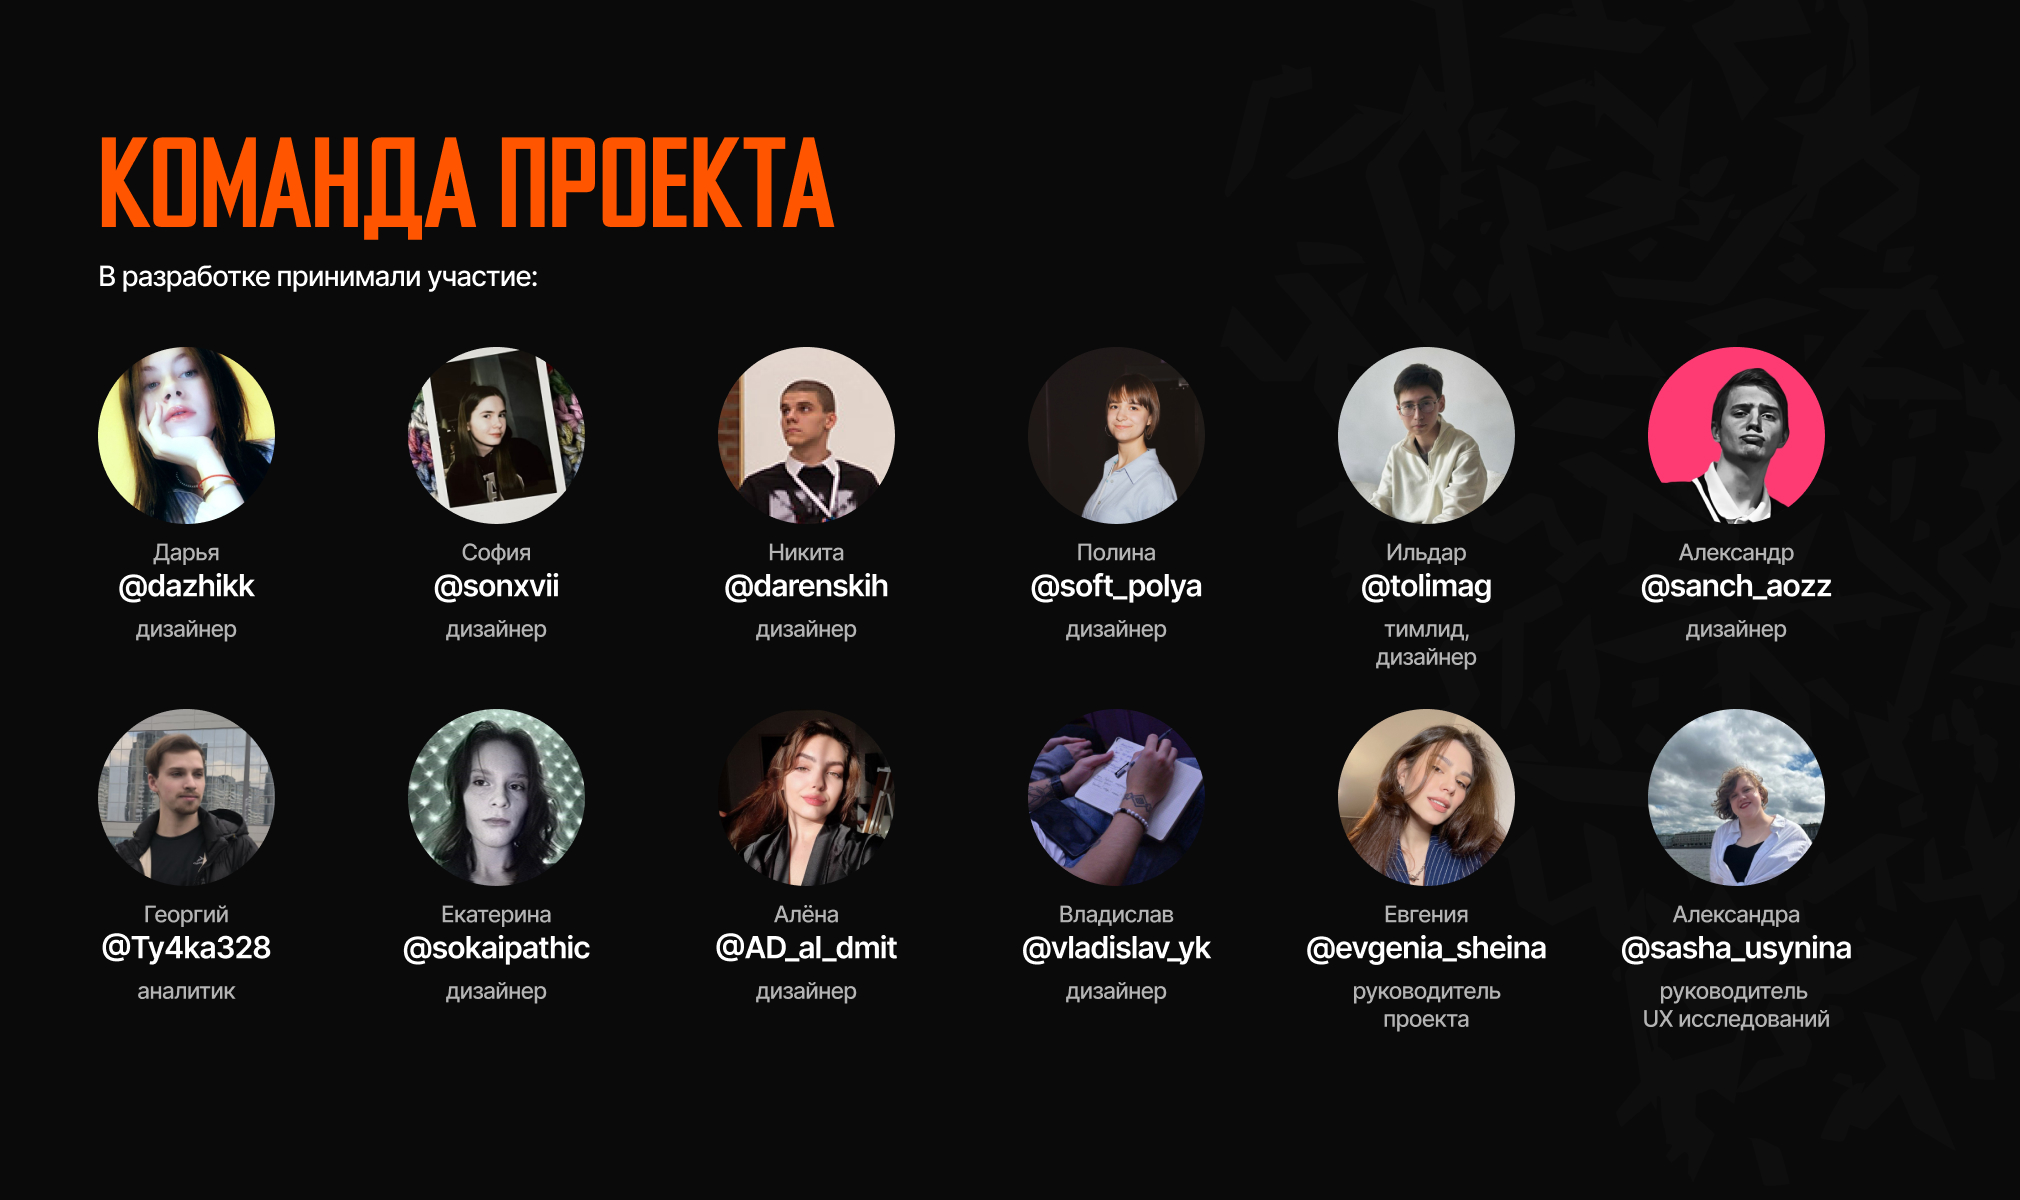 КОМАНДА ПРОЕКТА
В разработке принимали участие:
Дарья
@dazhikk
дизайнер
София
@sonxvii
дизайнер
Никита
@darenskih
дизайнер
Полина
@soft_polya
дизайнер
Ильдар
@tolimag
тимлид,
дизайнер
Александр
@sanch_aozz
дизайнер
Георгий
@Ty4ka328
аналитик
Екатерина
@sokaipathic
дизайнер
Алёна
@AD_al_dmit
дизайнер
Владислав
@vladislav_yk
дизайнер
Евгения
@evgenia_sheina
руководитель
проекта
Александра
@sasha_usynina
руководитель
UX исследований